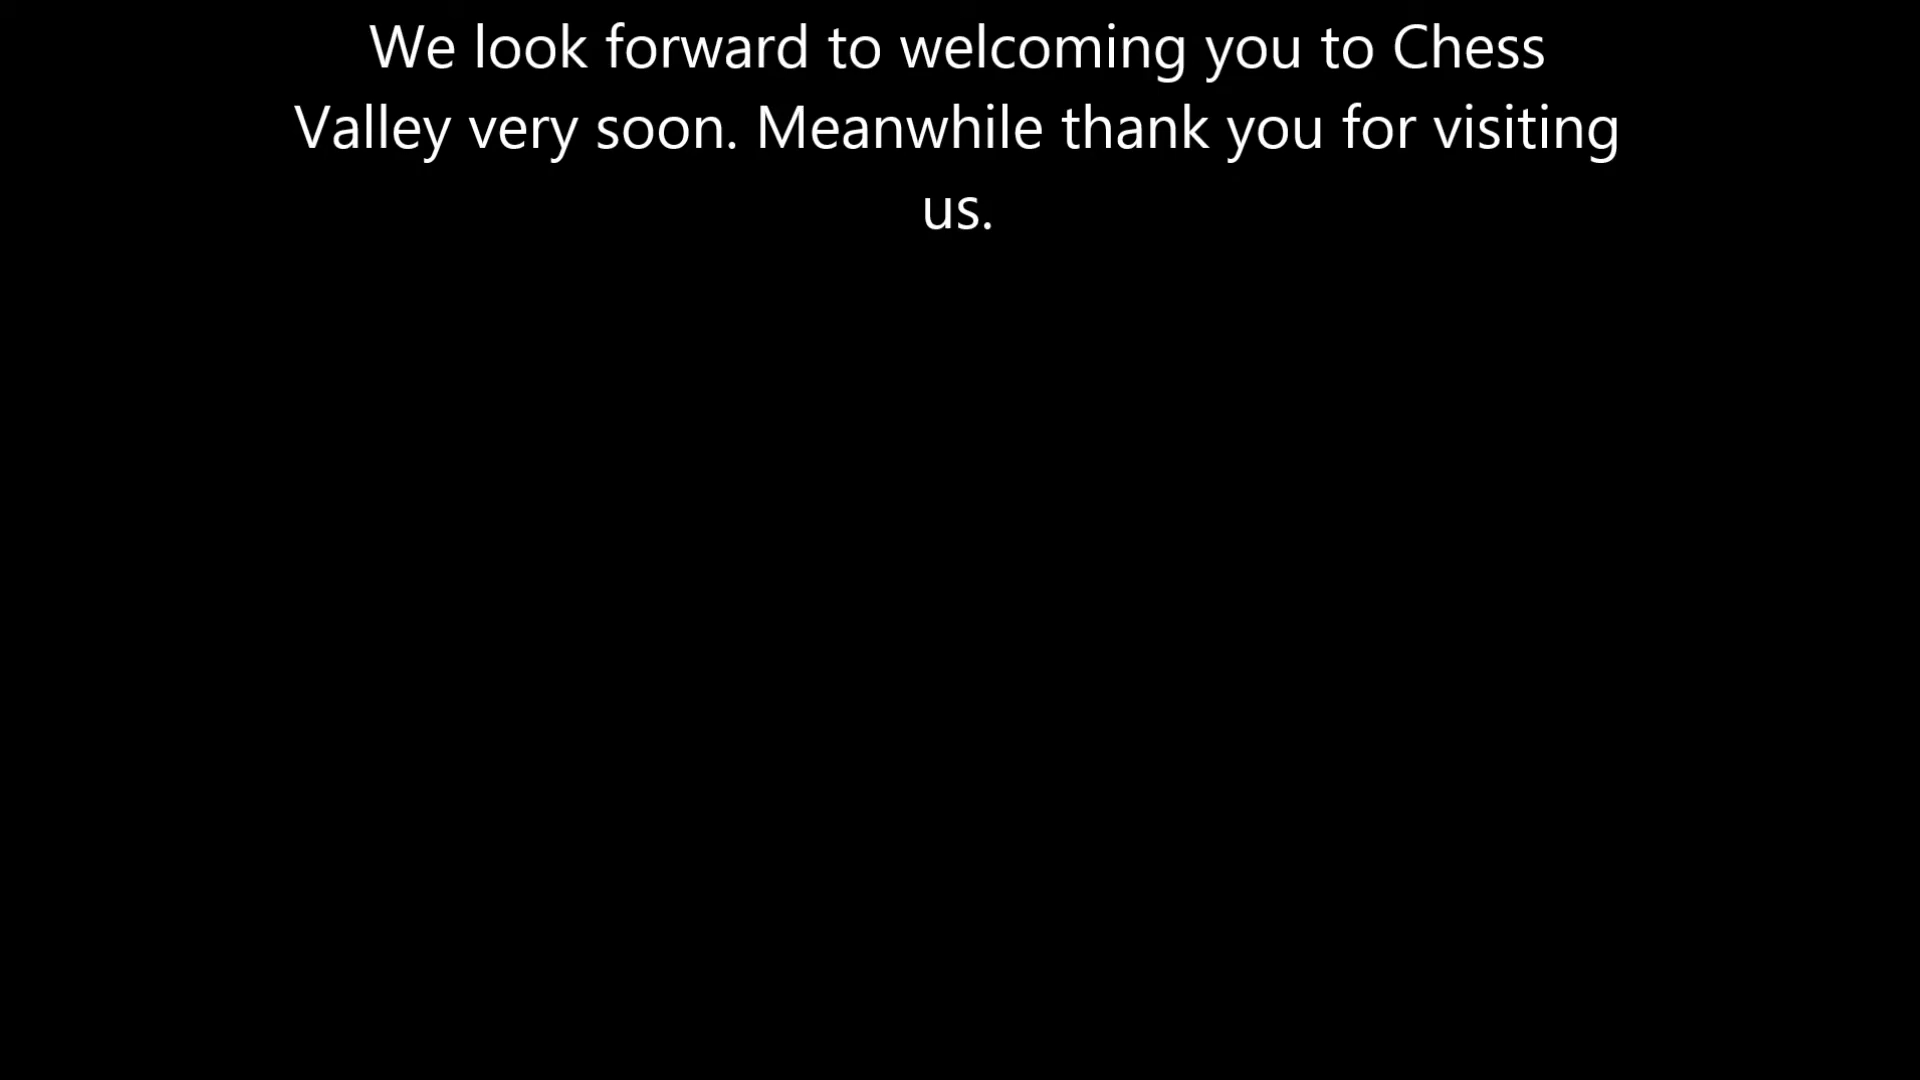 We look forward to welcoming you to Chess
Valley very soon. Meanwhile thank you for visiting
us.